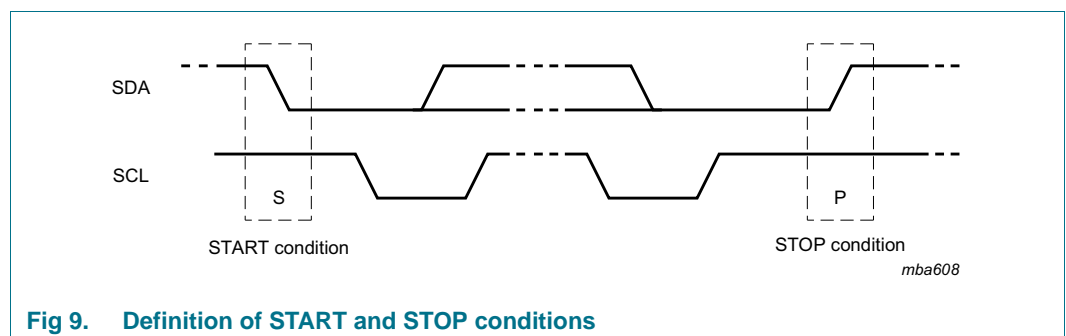 SDA
SCL
S
P
START condition
STOP condition
mba608
Fig 9. Definition of START and STOP conditions